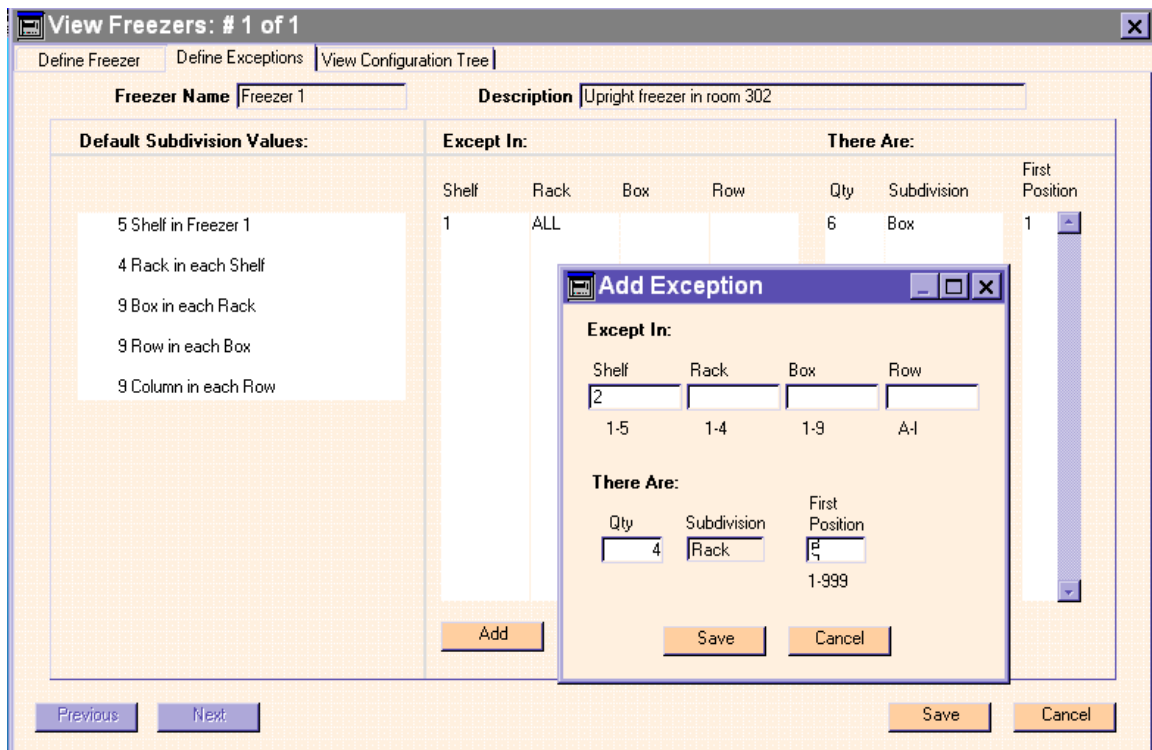 View Freezers: # 1 of 1
Define Freezer Define Exceptions View Configuration Tree
Freezer Name Freezer 1 Description Upright freezer in room 302
Default Subdivision Values: Except In: There Are:
Shelf Rack Box Row Qty Subdivision First Position
5 Shelf in Freezer 1
4 Rack in each Shelf
9 Box in each Rack
9 Row in each Box
9 Column in each Row
1 ALL 6 Box 1
Add Exception
Except In:
Shelf Rack Box Row
2
1-5 1-4 1-9 A-I
There Are:
Qty Subdivision First Position
4 Rack
1-999
Save Cancel
Add
Previous Next Save Cancel